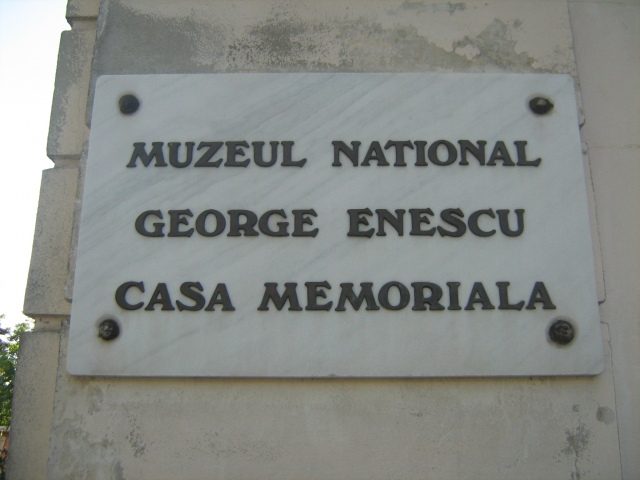 MUZEUL NATIONAL
GEORGE ENESCU
CASA MEMORIALA